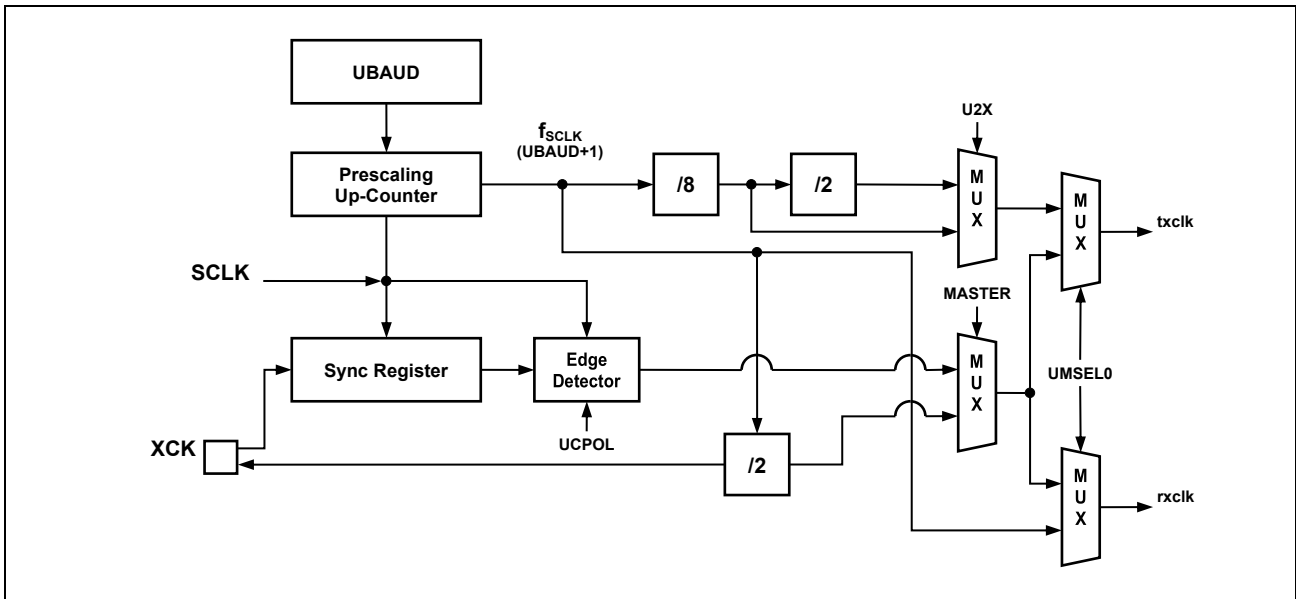 UBAUD
U2X
fSCLK
(UBAUD+1)
Prescaling
Up-Counter
/8
/2
M
U
X
M
U
X
txclk
SCLK
MASTER
Sync Register
Edge
Detector
M
U
X
UMSEL0
UCPOL
XCK
/2
M
U
X
rxclk